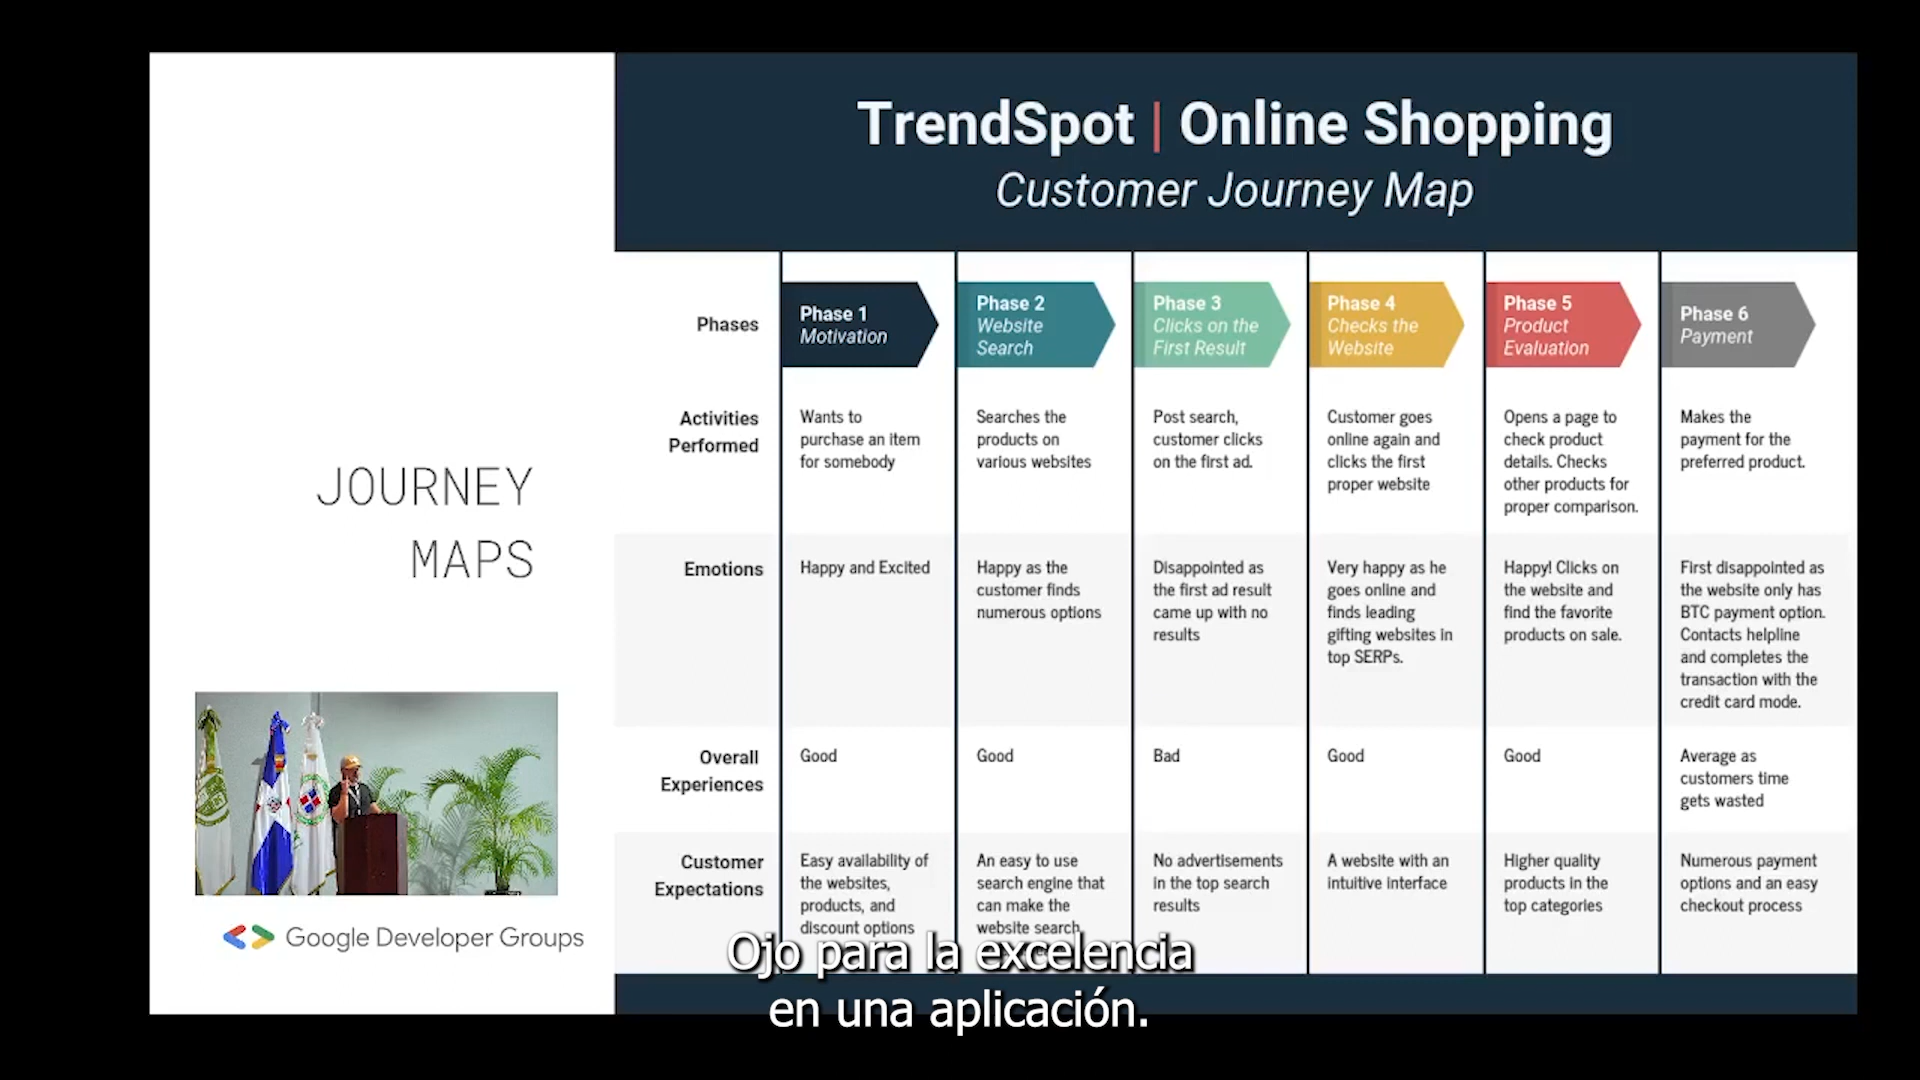 JOURNEY
MAPS
Google Developer Groups
TrendSpot | Online Shopping
Customer Journey Map
Phases
Phase 1
Motivation
Phase 2
Website
Search
Phase 3
Clicks on the
First Result
Phase 4
Checks the
Website
Phase 5
Product
Evaluation
Phase 6
Payment
Activities
Performed
Wants to
purchase an item
for somebody
Searches the
products on
various websites
Post search,
customer clicks
on the first ad.
Customer goes
online again and
clicks the first
proper website
Opens a page to
check product
details. Checks
other products for
proper comparison.
Makes the
payment for the
preferred product.
Emotions
Happy and Excited
Happy as the
customer finds
numerous options
Disappointed as
the first ad result
came up with no
results
Very happy as he
goes online and
finds leading
gifting websites in
top SERPs.
Happy! Clicks on
the website and
find the favorite
products on sale.
First disappointed as
the website only has
BTC payment option.
Contacts helpline
and completes the
transaction with the
credit card mode.
Overall
Experiences
Good
Good
Bad
Good
Good
Average as
customers time
gets wasted
Customer
Expectations
Easy availability of
the websites,
products, and
discount options
An easy to use
search engine that
can make the
website search
No advertisements
in the top search
results
A website with an
intuitive interface
Higher quality
products in the
top categories
Numerous payment
options and an easy
checkout process
Ojo para la excelencia
en una aplicación.